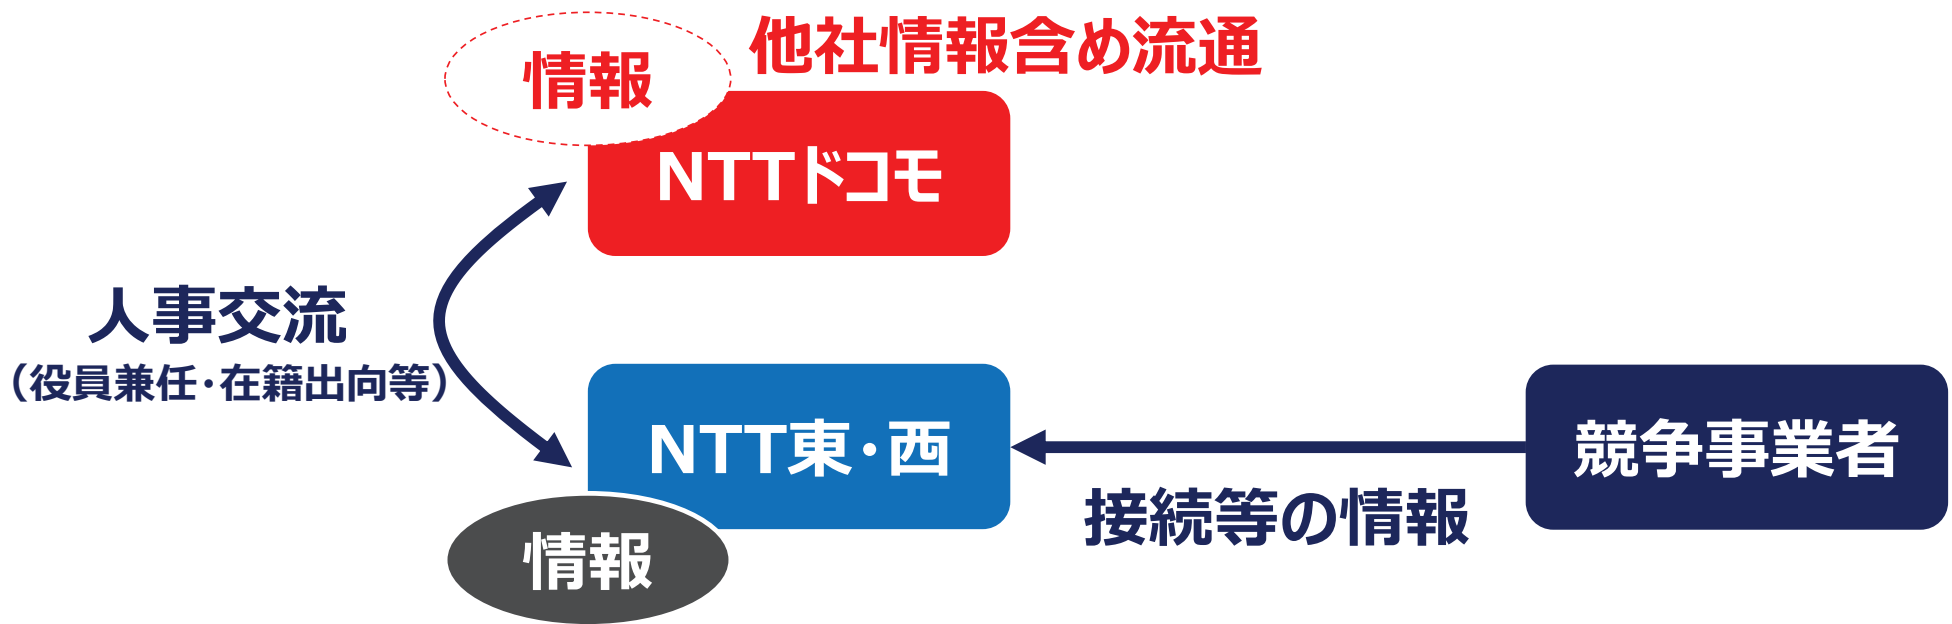 他社情報含め流通
情報
NTTドコモ
人事交流
（役員兼任・在籍出向等）
NTT東・西
競争事業者
接続等の情報
情報